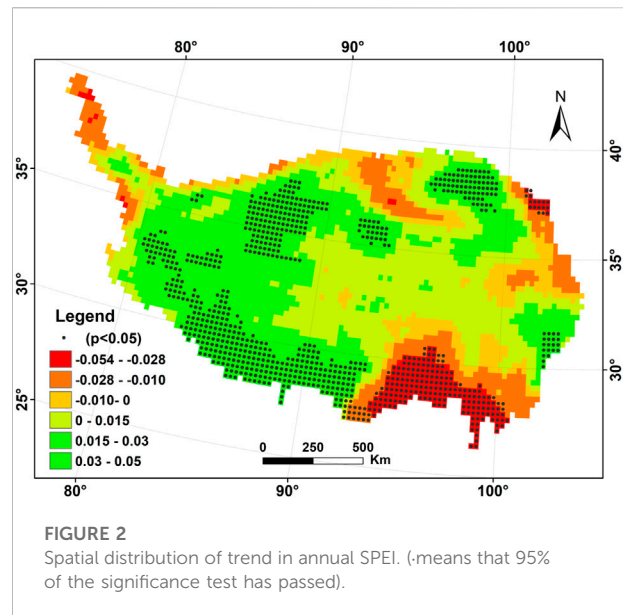 80° 90° 100°
N
40°
35°
35°
30°
30°
25°
Legend
(p<0.05)
-0.054 - -0.028
-0.028 - -0.010
-0.010- 0
0 - 0.015
0.015 - 0.03
0.03 - 0.05
0 250 500
Km
80° 90° 100°
FIGURE 2
Spatial distribution of trend in annual SPEI. (·means that 95%
of the significance test has passed).